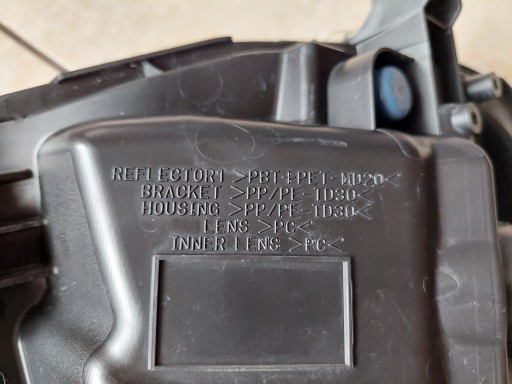 REFLECTOR1 >PBT+PET-MD20<
BRACKET >PP/PE-TD30<
HOUSING >PP/PE-TD30<
LENS >PC<
INNER LENS >PC<